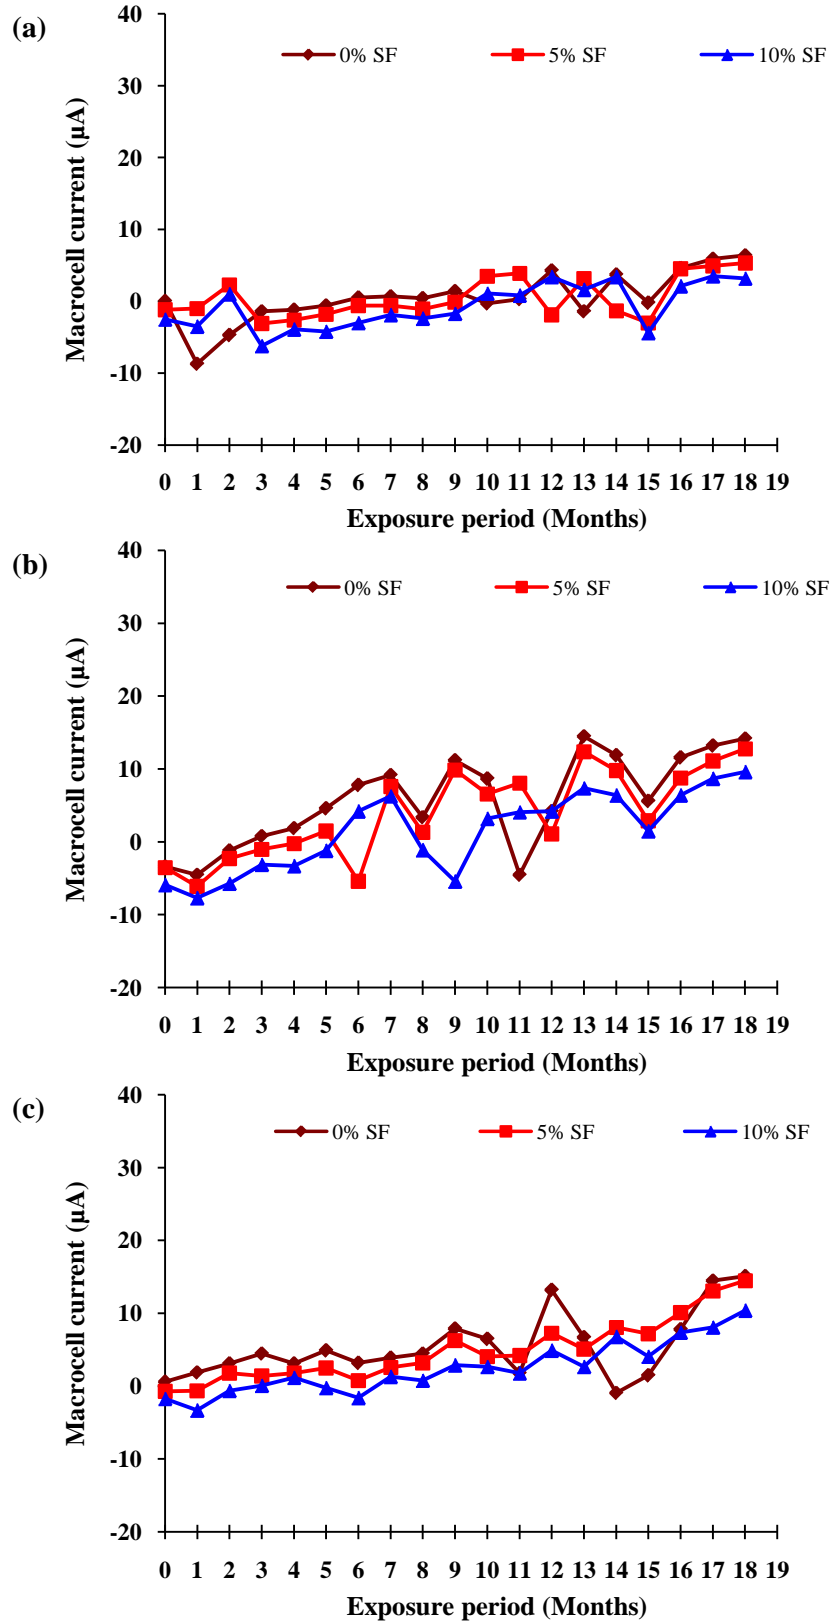 (a)
40
0% SF 5% SF 10% SF
30
20
10
0
-10
-20
Macrocell current (µA)
0 1 2 3 4 5 6 7 8 9 10 11 12 13 14 15 16 17 18 19
Exposure period (Months)
(b)
40
0% SF 5% SF 10% SF
30
20
10
0
-10
-20
Macrocell current (µA)
0 1 2 3 4 5 6 7 8 9 10 11 12 13 14 15 16 17 18 19
Exposure period (Months)
(c)
40
0% SF 5% SF 10% SF
30
20
10
0
-10
-20
Macrocell current (µA)
0 1 2 3 4 5 6 7 8 9 10 11 12 13 14 15 16 17 18 19
Exposure period (Months)